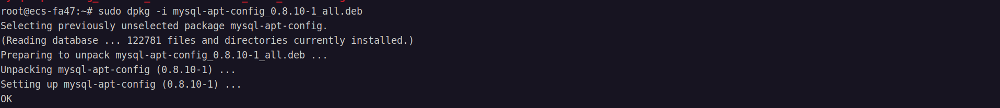 root@ecs-fa47:~# sudo dpkg -i mysql-apt-config_0.8.10-1_all.deb
Selecting previously unselected package mysql-apt-config.
(Reading database ... 122781 files and directories currently installed.)
Preparing to unpack mysql-apt-config_0.8.10-1_all.deb ...
Unpacking mysql-apt-config (0.8.10-1) ...
Setting up mysql-apt-config (0.8.10-1) ...
OK